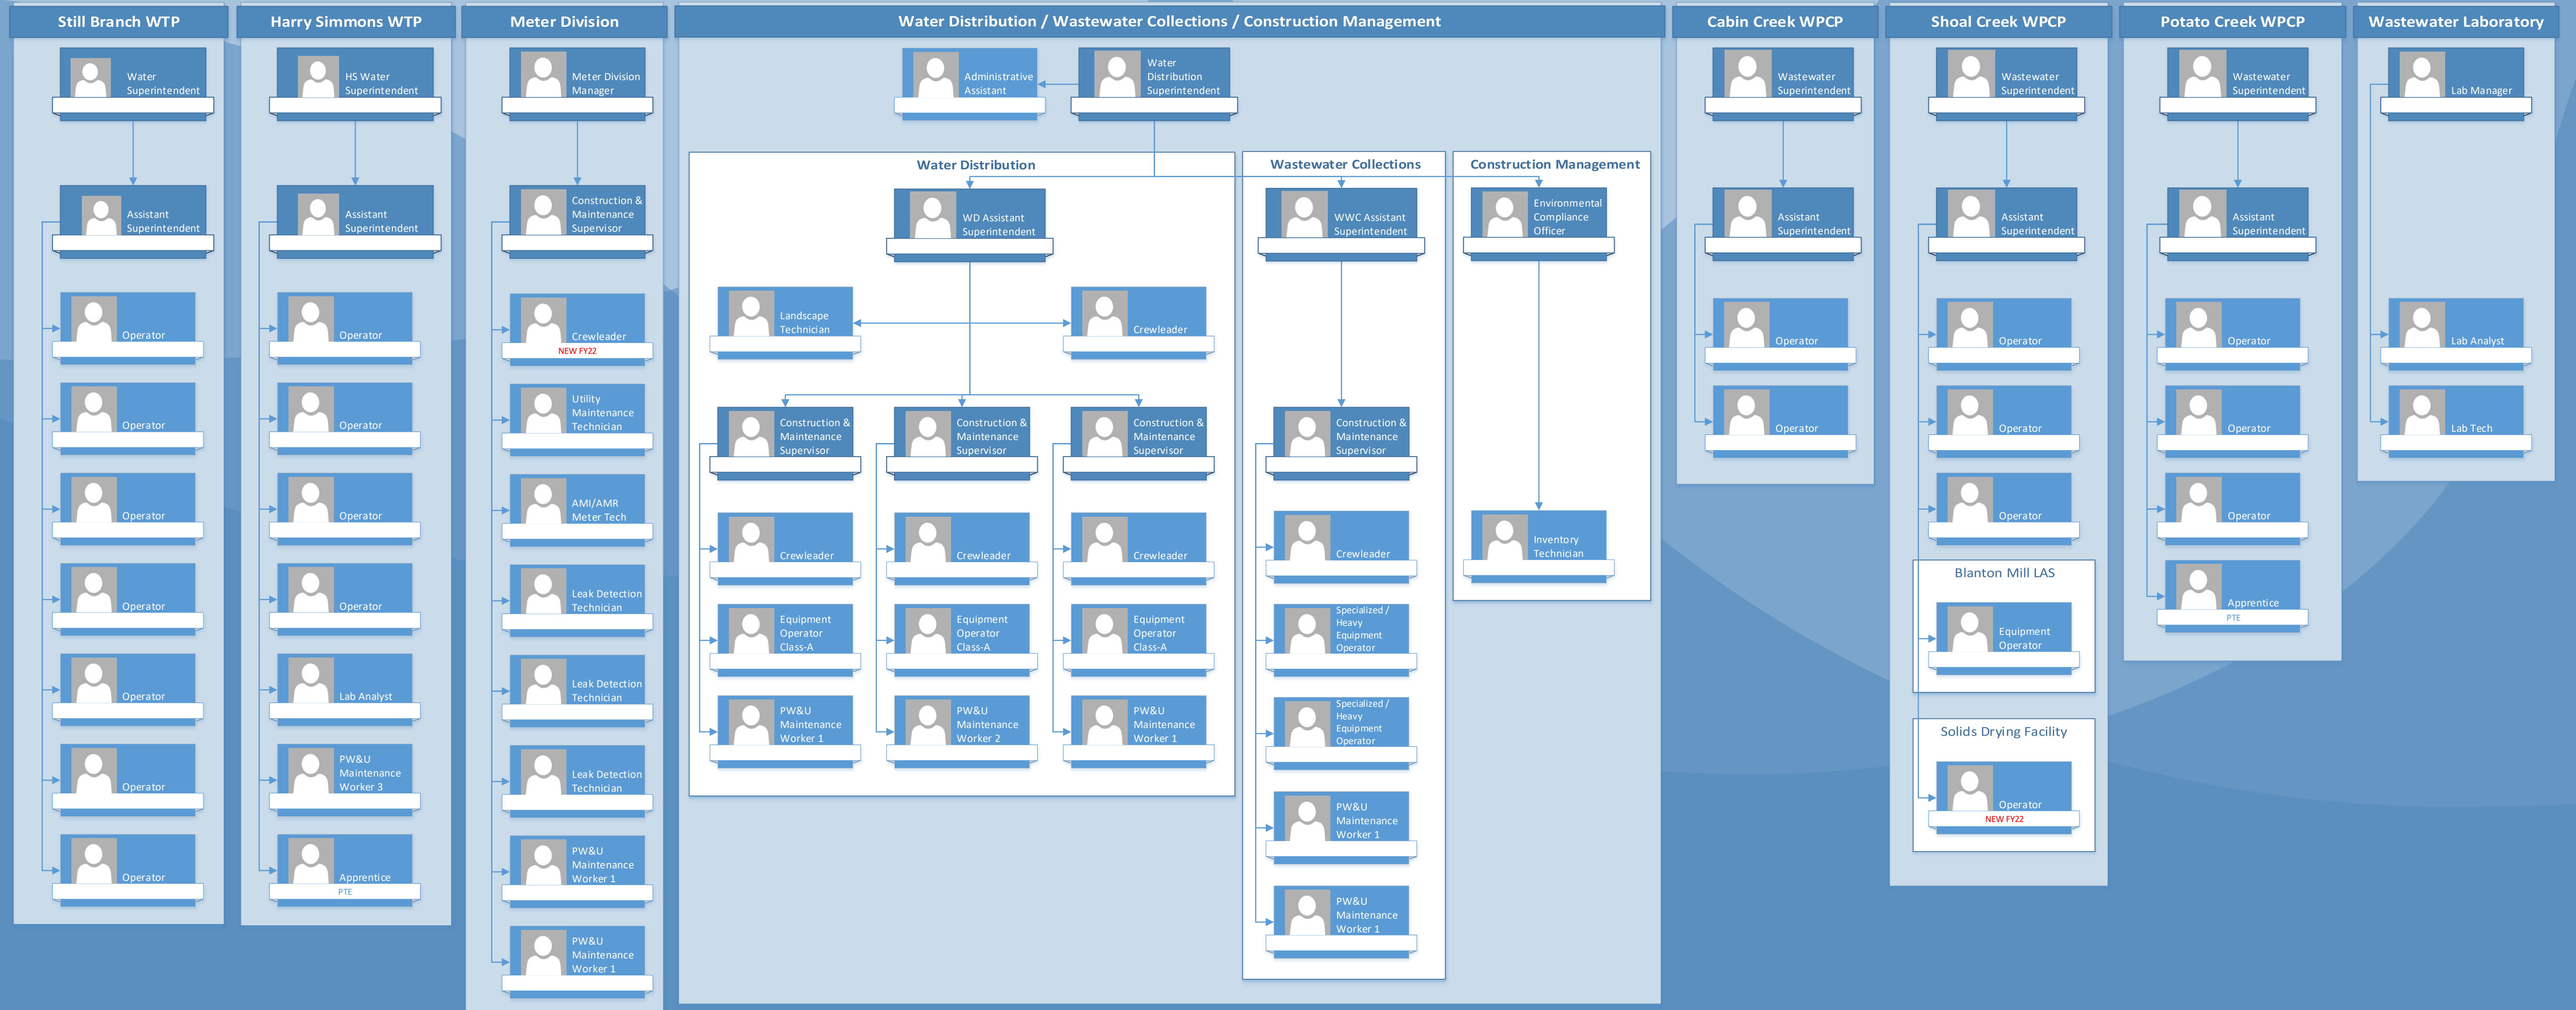 Still Branch WTP
Water
Superintendent
Assistant
Superintendent
Operator
Operator
Operator
Operator
Operator
Operator
Operator
Harry Simmons WTP
HS Water
Superintendent
Assistant
Superintendent
Operator
Operator
Operator
Operator
Lab Analyst
PW&U
Maintenance
Worker 3
Apprentice
PTE
Meter Division
Meter Division
Manager
Construction &
Maintenance
Supervisor
Crewleader
NEW FY22
Utility
Maintenance
Technician
AMI/AMR
Meter Tech
Leak Detection
Technician
Leak Detection
Technician
Leak Detection
Technician
PW&U
Maintenance
Worker 1
PW&U
Maintenance
Worker 1
Water Distribution / Wastewater Collections / Construction Management
Administrative
Assistant
Water
Distribution
Superintendent
Water Distribution
WD Assistant
Superintendent
Landscape
Technician
Crewleader
Construction &
Maintenance
Supervisor
Crewleader
Equipment
Operator
Class-A
PW&U
Maintenance
Worker 1
Construction &
Maintenance
Supervisor
Crewleader
Equipment
Operator
Class-A
PW&U
Maintenance
Worker 2
Construction &
Maintenance
Supervisor
Crewleader
Equipment
Operator
Class-A
PW&U
Maintenance
Worker 1
Wastewater Collections
WWC Assistant
Superintendent
Construction &
Maintenance
Supervisor
Crewleader
Specialized /
Heavy
Equipment
Operator
Specialized /
Heavy
Equipment
Operator
PW&U
Maintenance
Worker 1
PW&U
Maintenance
Worker 1
Construction Management
Environmental
Compliance
Officer
Inventory
Technician
Cabin Creek WPCP
Wastewater
Superintendent
Assistant
Superintendent
Operator
Operator
Shoal Creek WPCP
Wastewater
Superintendent
Assistant
Superintendent
Operator
Operator
Operator
Blanton Mill LAS
Equipment
Operator
Solids Drying Facility
Operator
NEW FY22
Potato Creek WPCP
Wastewater
Superintendent
Assistant
Superintendent
Operator
Operator
Operator
Apprentice
PTE
Wastewater Laboratory
Lab Manager
Lab Analyst
Lab Tech